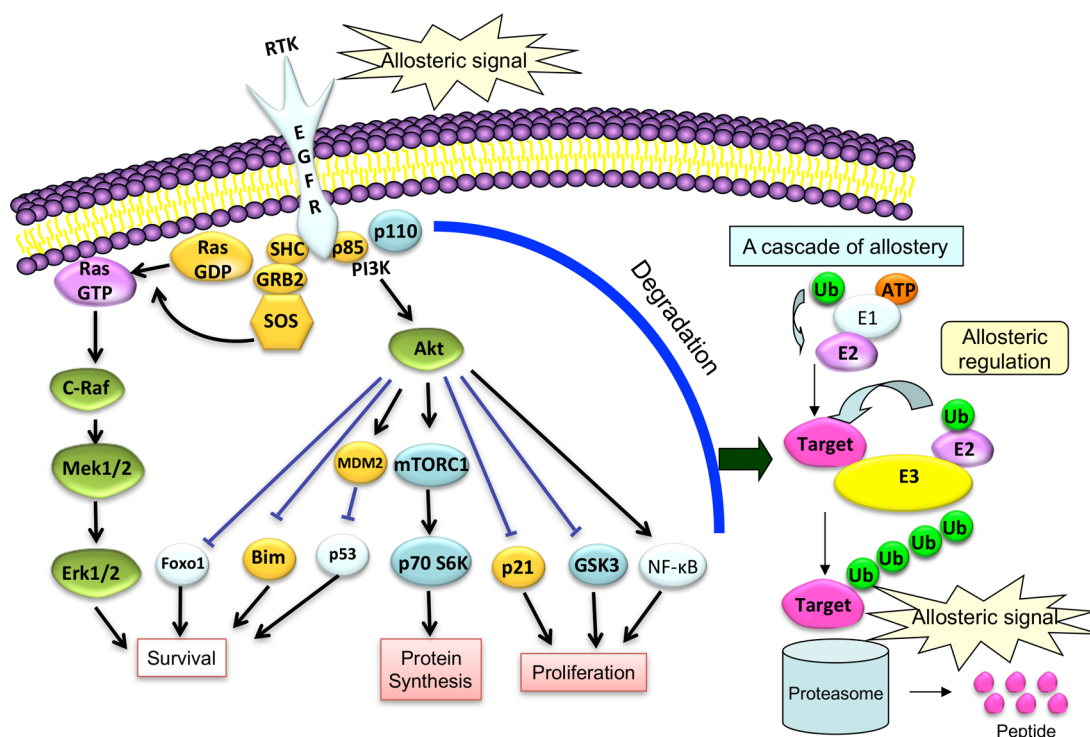 RTK
Allosteric signal
E
G
F
R
Ras
GDP
SHC
GRB2
SOS
p85
p110
PI3K
Ras
GTP
C-Raf
Mek1/2
Erk1/2
Akt
MDM2
mTORC1
Foxo1
Bim
p53
p70 S6K
p21
GSK3
NF-κB
Survival
Protein
Synthesis
Proliferation
Degradation
A cascade of allostery
Ub
ATP
E1
E2
Allosteric
regulation
Target
Ub
E2
E3
Ub
Ub
Ub
Ub
Target
Allosteric signal
Proteasome
Peptide